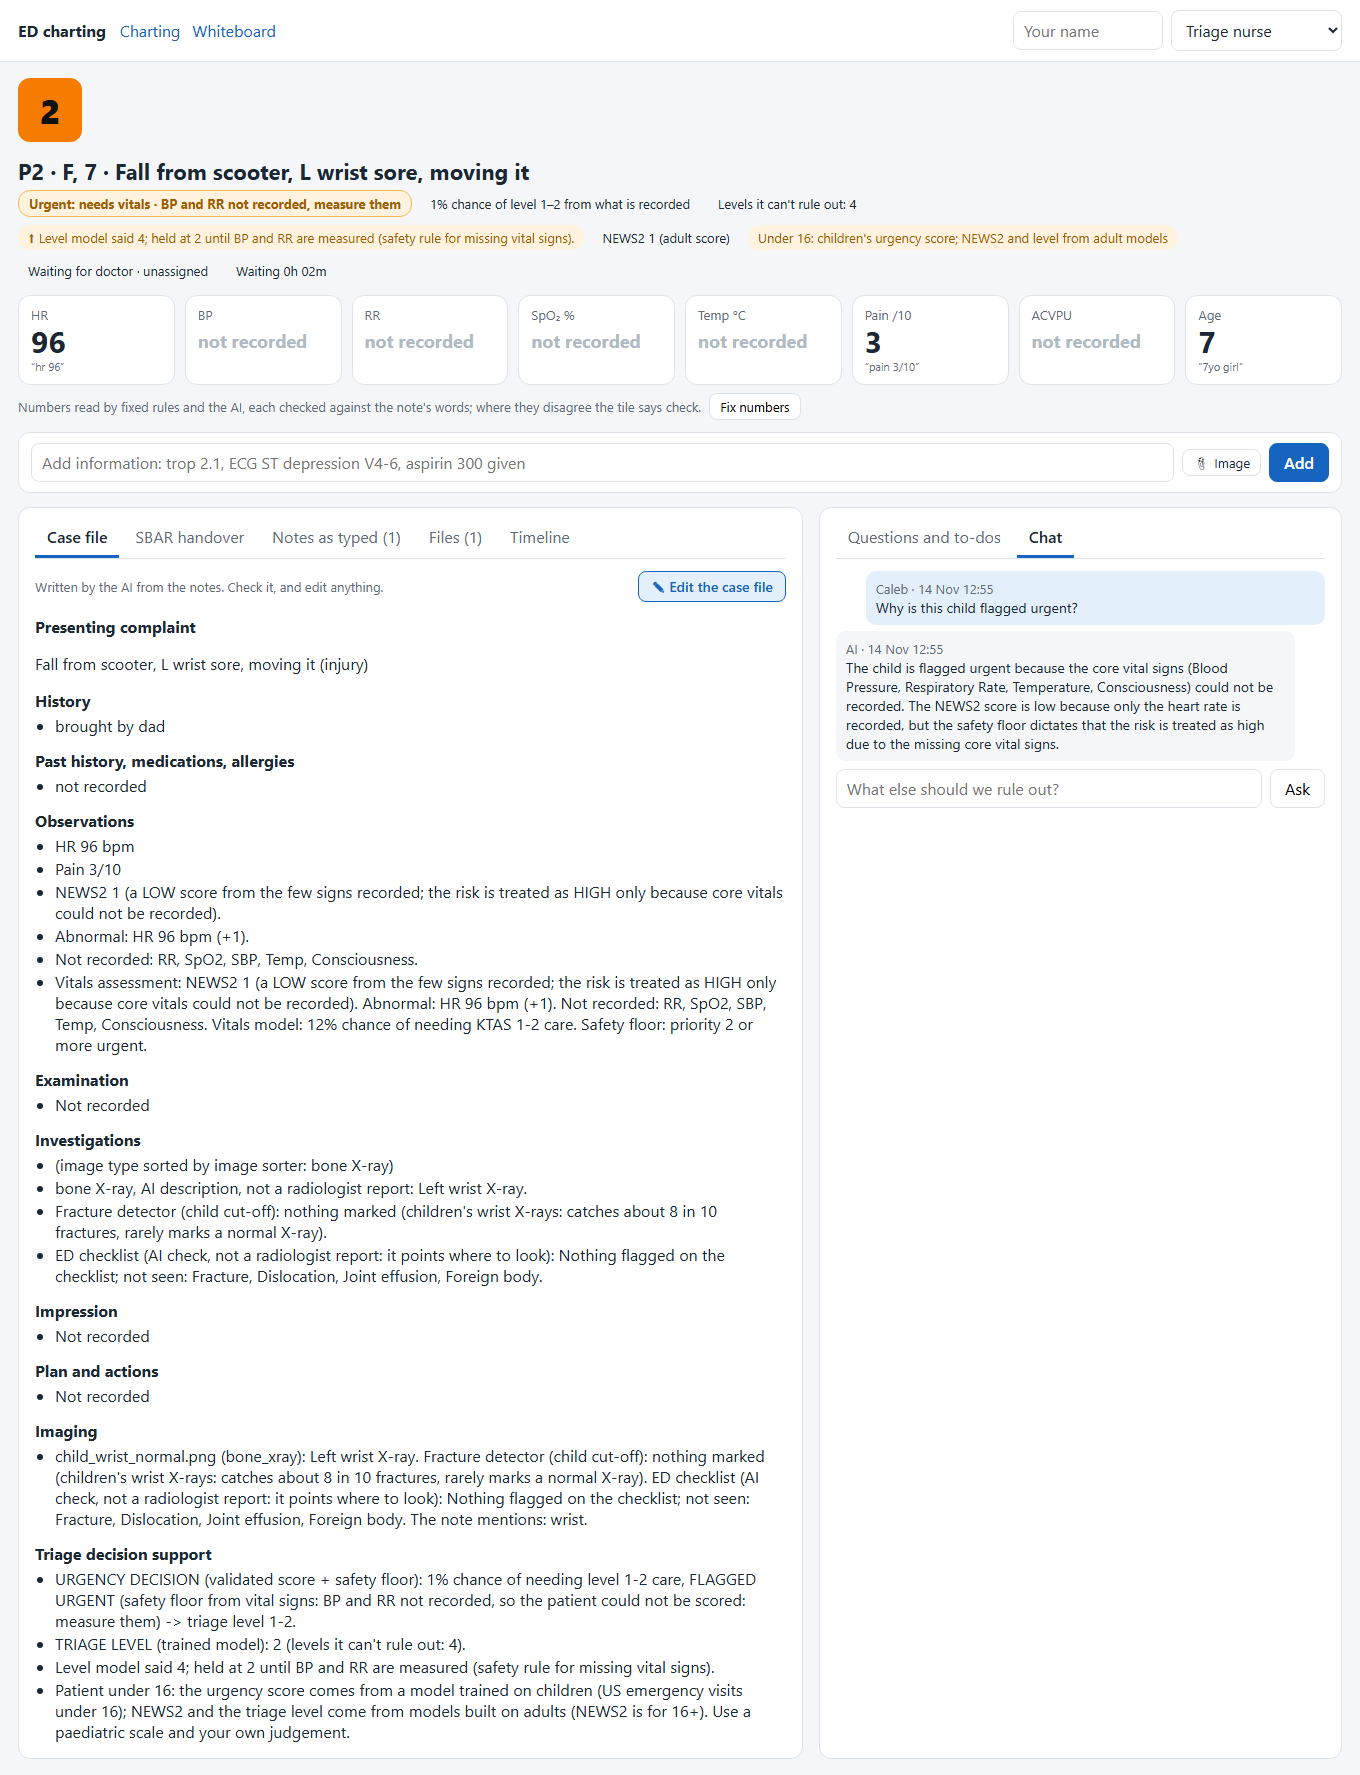 ED charting Charting Whiteboard Your name Triage nurse
2
P2 · F, 7 · Fall from scooter, L wrist sore, moving it
Urgent: needs vitals · BP and RR not recorded, measure them 1% chance of level 1–2 from what is recorded Levels it can't rule out: 4
⬆ Level model said 4; held at 2 until BP and RR are measured (safety rule for missing vital signs). NEWS2 1 (adult score) Under 16: children's urgency score; NEWS2 and level from adult models
Waiting for doctor · unassigned Waiting 0h 02m
HR BP RR SpO₂ % Temp °C Pain /10 ACVPU Age
96 not recorded not recorded not recorded not recorded 3 not recorded 7
“hr 96” “pain 3/10” “7yo girl”
Numbers read by fixed rules and the AI, each checked against the note's words; where they disagree the tile says check. Fix numbers
Add information: trop 2.1, ECG ST depression V4-6, aspirin 300 given Image Add
Case file SBAR handover Notes as typed (1) Files (1) Timeline
Written by the AI from the notes. Check it, and edit anything. Edit the case file
Presenting complaint
Fall from scooter, L wrist sore, moving it (injury)
History
• brought by dad
Past history, medications, allergies
• not recorded
Observations
• HR 96 bpm
• Pain 3/10
• NEWS2 1 (a LOW score from the few signs recorded; the risk is treated as HIGH only because core vitals
could not be recorded).
• Abnormal: HR 96 bpm (+1).
• Not recorded: RR, SpO2, SBP, Temp, Consciousness.
• Vitals assessment: NEWS2 1 (a LOW score from the few signs recorded; the risk is treated as HIGH only
because core vitals could not be recorded). Abnormal: HR 96 bpm (+1). Not recorded: RR, SpO2, SBP,
Temp, Consciousness. Vitals model: 12% chance of needing KTAS 1-2 care. Safety floor: priority 2 or
more urgent.
Examination
• Not recorded
Investigations
• (image type sorted by image sorter: bone X-ray)
• bone X-ray, AI description, not a radiologist report: Left wrist X-ray.
• Fracture detector (child cut-off): nothing marked (children's wrist X-rays: catches about 8 in 10
fractures, rarely marks a normal X-ray).
• ED checklist (AI check, not a radiologist report: it points where to look): Nothing flagged on the
checklist; not seen: Fracture, Dislocation, Joint effusion, Foreign body.
Impression
• Not recorded
Plan and actions
• Not recorded
Imaging
• child_wrist_normal.png (bone_xray): Left wrist X-ray. Fracture detector (child cut-off): nothing marked
(children's wrist X-rays: catches about 8 in 10 fractures, rarely marks a normal X-ray). ED checklist (AI
check, not a radiologist report: it points where to look): Nothing flagged on the checklist; not seen:
Fracture, Dislocation, Joint effusion, Foreign body. The note mentions: wrist.
Triage decision support
• URGENCY DECISION (validated score + safety floor): 1% chance of needing level 1-2 care, FLAGGED
URGENT (safety floor from vital signs: BP and RR not recorded, so the patient could not be scored:
measure them) -> triage level 1-2.
• TRIAGE LEVEL (trained model): 2 (levels it can't rule out: 4).
• Level model said 4; held at 2 until BP and RR are measured (safety rule for missing vital signs).
• Patient under 16: the urgency score comes from a model trained on children (US emergency visits
under 16); NEWS2 and the triage level come from models built on adults (NEWS2 is for 16+). Use a
paediatric scale and your own judgement.
Questions and to-dos Chat
Caleb · 14 Nov 12:55
Why is this child flagged urgent?
AI · 14 Nov 12:55
The child is flagged urgent because the core vital signs (Blood
Pressure, Respiratory Rate, Temperature, Consciousness) could not be
recorded. The NEWS2 score is low because only the heart rate is
recorded, but the safety floor dictates that the risk is treated as high
due to the missing core vital signs.
What else should we rule out? Ask